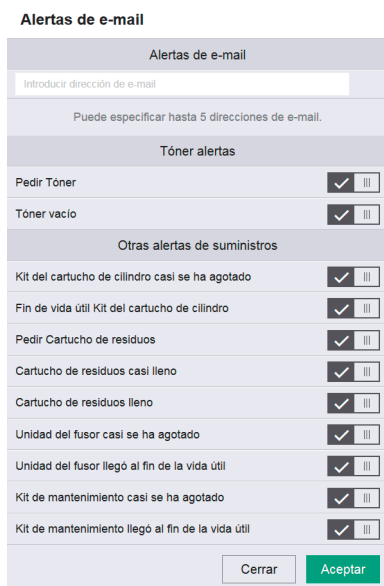 Alertas de e-mail
Alertas de e-mail
Introducir dirección de e-mail
Puede especificar hasta 5 direcciones de e-mail.
Tóner alertas
Pedir Tóner
Tóner vacío
Otras alertas de suministros
Kit del cartucho de cilindro casi se ha agotado
Fin de vida útil Kit del cartucho de cilindro
Pedir Cartucho de residuos
Cartucho de residuos casi lleno
Cartucho de residuos lleno
Unidad del fusor casi se ha agotado
Unidad del fusor llegó al fin de la vida útil
Kit de mantenimiento casi se ha agotado
Kit de mantenimiento llegó al fin de la vida útil
Cerrar Aceptar